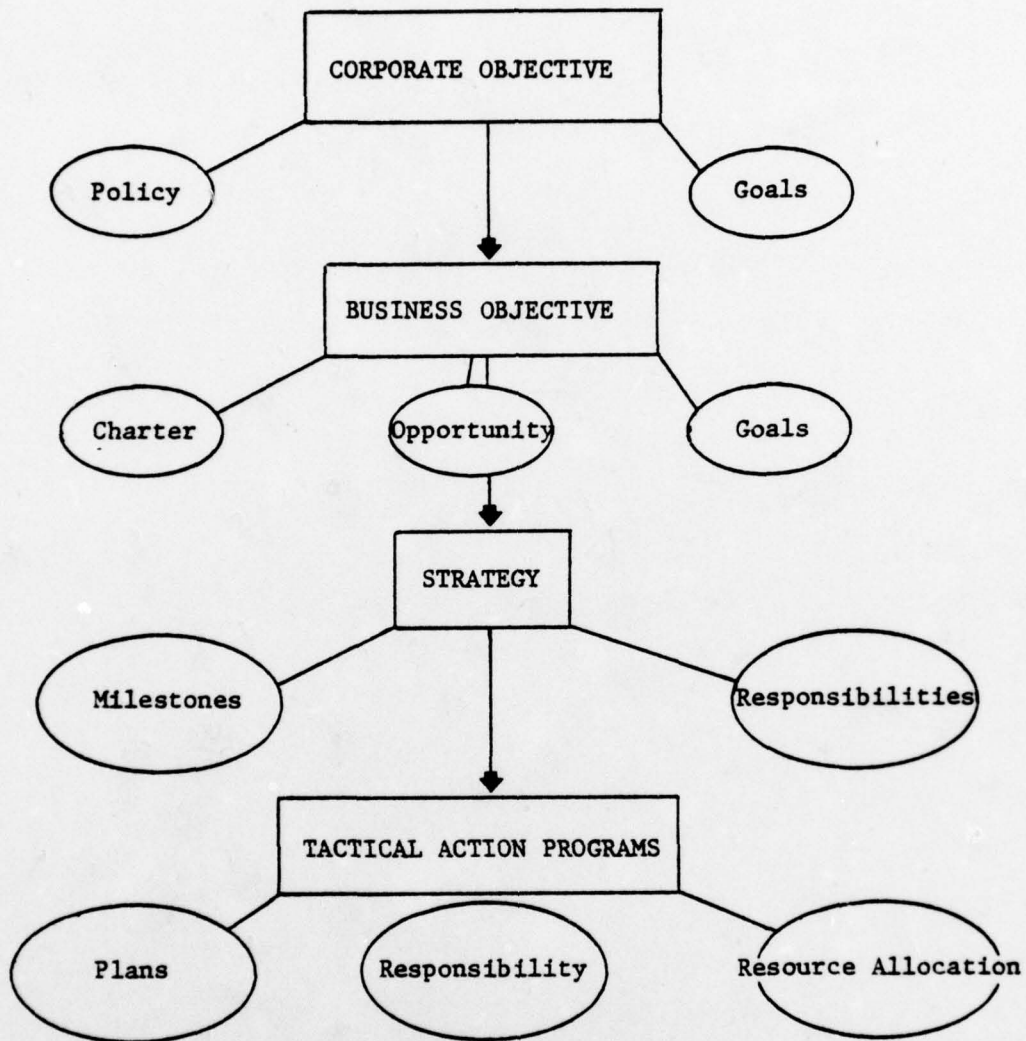 CORPORATE OBJECTIVE
Policy
Goals
BUSINESS OBJECTIVE
Charter
Opportunity
Goals
STRATEGY
Milestones
Responsibilities
TACTICAL ACTION PROGRAMS
Plans
Responsibility
Resource Allocation